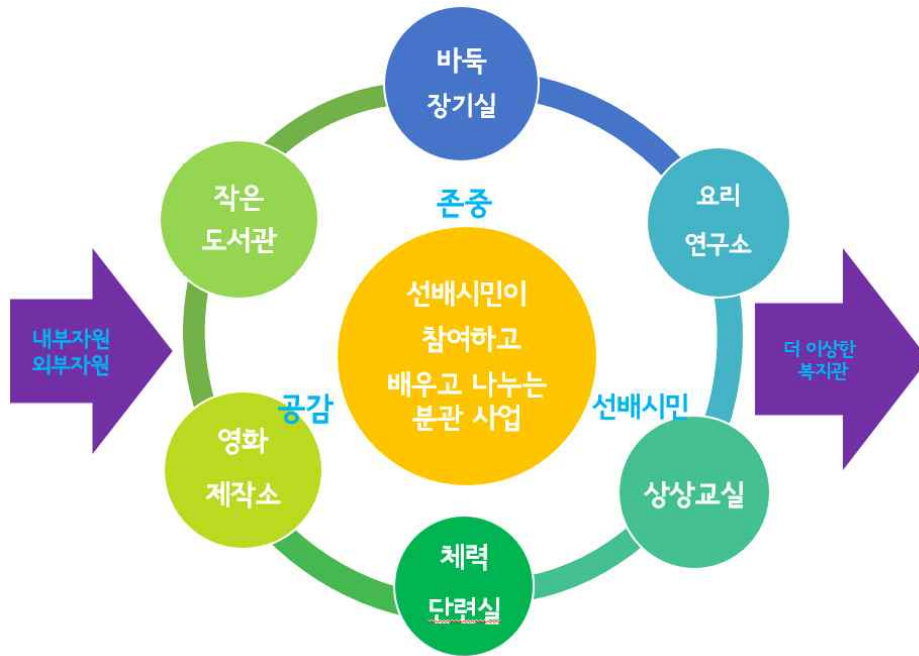 바둑
장기실
작은
도서관
요리
연구소
존중
선배시민이
참여하고
배우고 나누는
분관 사업
내부자원
외부자원
더 이상한
복지관
공감
선배시민
영화
제작소
상상교실
체력
단련실